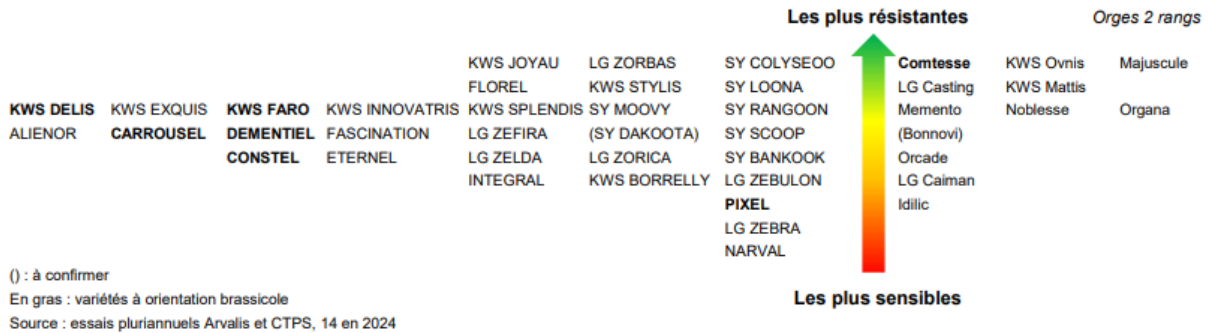 Les plus résistantes Orges 2 rangs
KWS JOYAU LG ZORBAS SY COLYSEOO Comtesse KWS Ovnis Majuscule
FLOREL KWS STYLIS SY LOONA LG Casting KWS Mattis
KWS DELIS KWS EXQUIS KWS FARO KWS INNOVATRIS KWS SPLENDIS SY MOOVY SY RANGOON Memento Noblesse Organa
ALIENOR CARROUSEL DEMENTIEL FASCINATION LG ZEFIRA (SY DAKOOTA) SY SCOOP (Bonnovi)
CONSTEL ETERNEL LG ZELDA LG ZORICA SY BANKOOK Orcade
INTEGRAL KWS BORRELLY LG ZEBULON LG Caiman
PIXEL Idilic
LG ZEBRA
NARVAL
() : à confirmer
En gras : variétés à orientation brassicole Les plus sensibles
Source : essais pluriannuels Arvalis et CTPS, 14 en 2024